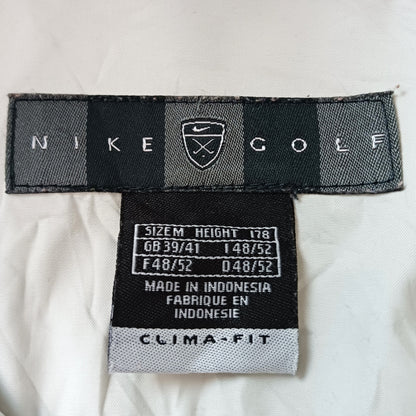 NIKE GOLF
SIZE M HEIGHT 178
GB 39/41 I 48/52
F 48/52 D 48/52
MADE IN INDONESIA
FABRIQUE EN
INDONESIE
CLIMA-FIT